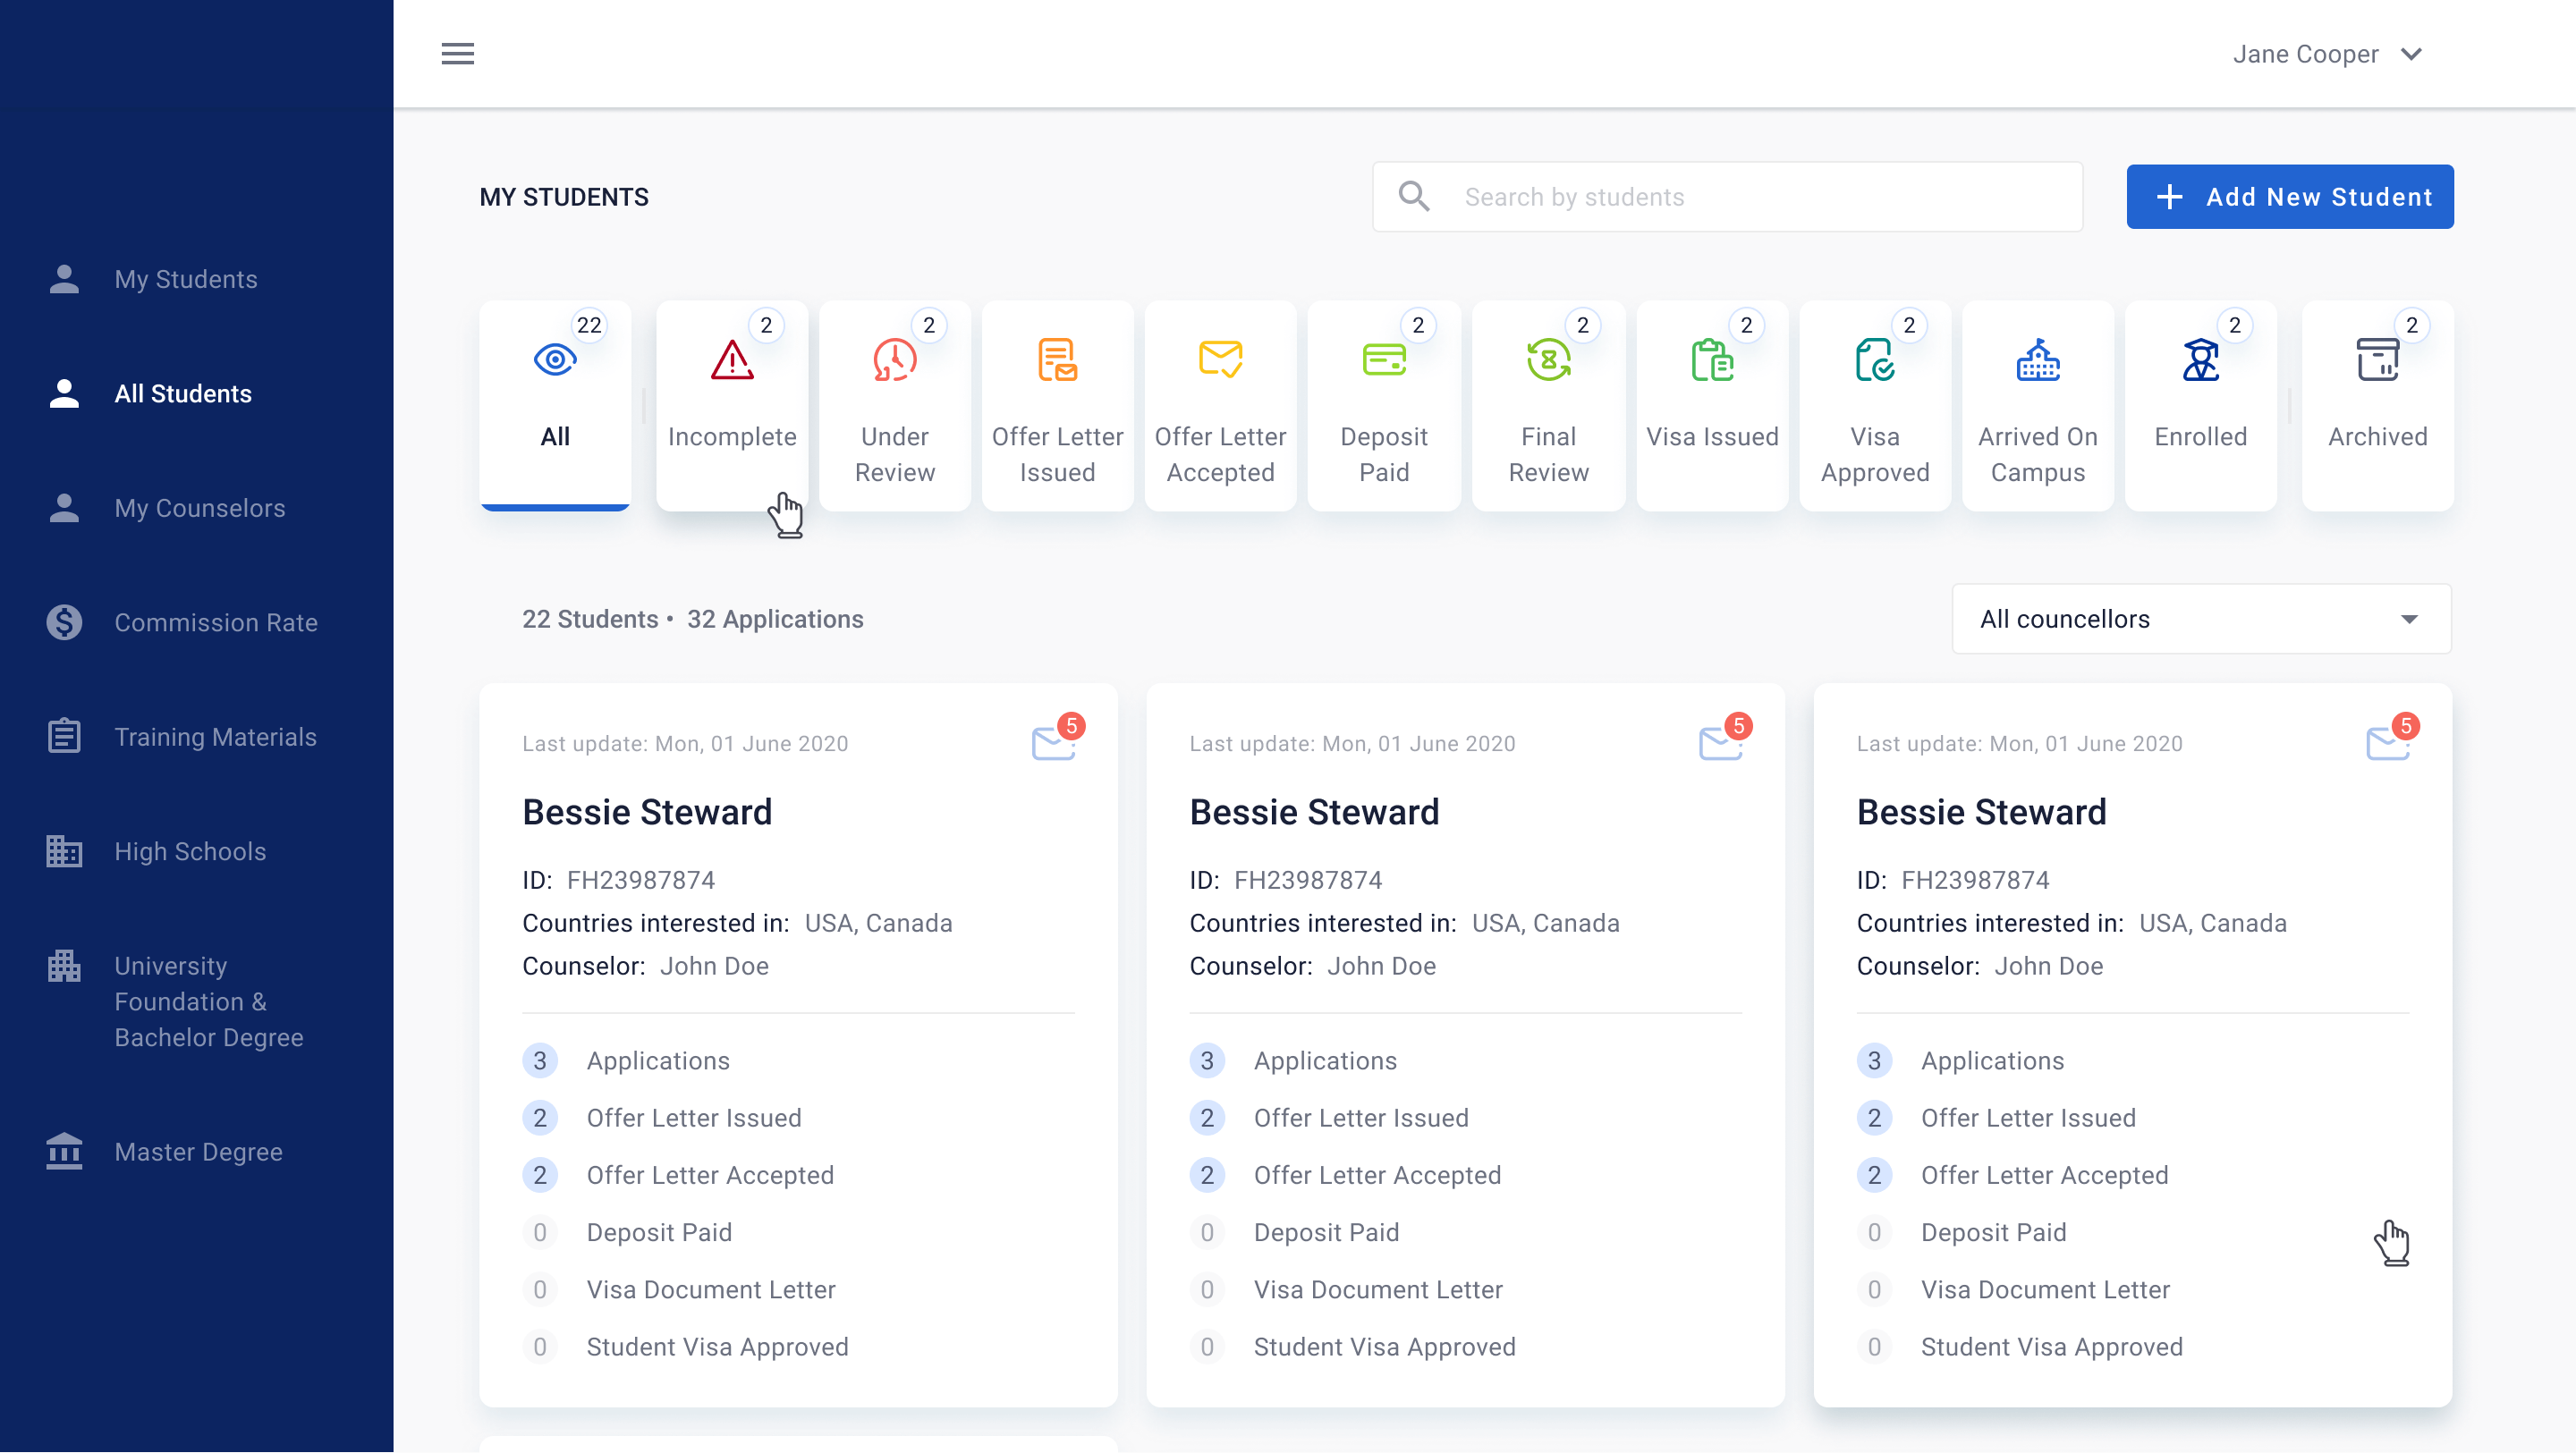 Jane Cooper
My Students
All Students
My Counselors
Commission Rate
Training Materials
High Schools
University
Foundation &
Bachelor Degree
Master Degree
MY STUDENTS
Search by students
Add New Student
22
All
2
Incomplete
2
Under
Review
Offer Letter
Issued
Offer Letter
Accepted
2
Deposit
Paid
2
Final
Review
2
Visa Issued
2
Visa
Approved
Arrived On
Campus
2
Enrolled
2
Archived
22 Students • 32 Applications
All councellors
Last update: Mon, 01 June 2020
5
Bessie Steward
ID: FH23987874
Countries interested in: USA, Canada
Counselor: John Doe
3 Applications
2 Offer Letter Issued
2 Offer Letter Accepted
0 Deposit Paid
0 Visa Document Letter
0 Student Visa Approved
Last update: Mon, 01 June 2020
5
Bessie Steward
ID: FH23987874
Countries interested in: USA, Canada
Counselor: John Doe
3 Applications
2 Offer Letter Issued
2 Offer Letter Accepted
0 Deposit Paid
0 Visa Document Letter
0 Student Visa Approved
Last update: Mon, 01 June 2020
5
Bessie Steward
ID: FH23987874
Countries interested in: USA, Canada
Counselor: John Doe
3 Applications
2 Offer Letter Issued
2 Offer Letter Accepted
0 Deposit Paid
0 Visa Document Letter
0 Student Visa Approved